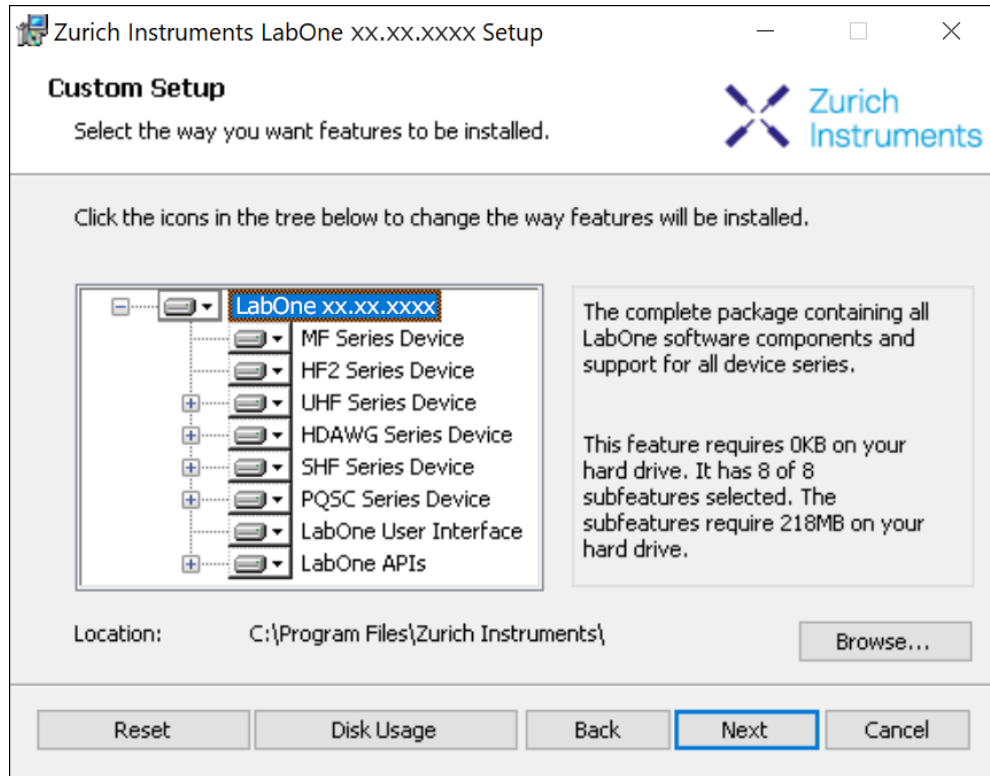 Zurich Instruments LabOne xx.xx.xxxx Setup
Custom Setup
Select the way you want features to be installed.
Zurich
Instruments
Click the icons in the tree below to change the way features will be installed.
LabOne xx.xx.xxxx
MF Series Device
HF2 Series Device
UHF Series Device
HDAWG Series Device
SHF Series Device
PQSC Series Device
LabOne User Interface
LabOne APIs
The complete package containing all
LabOne software components and
support for all device series.
This feature requires 0KB on your
hard drive. It has 8 of 8
subfeatures selected. The
subfeatures require 218MB on your
hard drive.
Location: C:\Program Files\Zurich Instruments\
Browse...
Reset Disk Usage Back Next Cancel